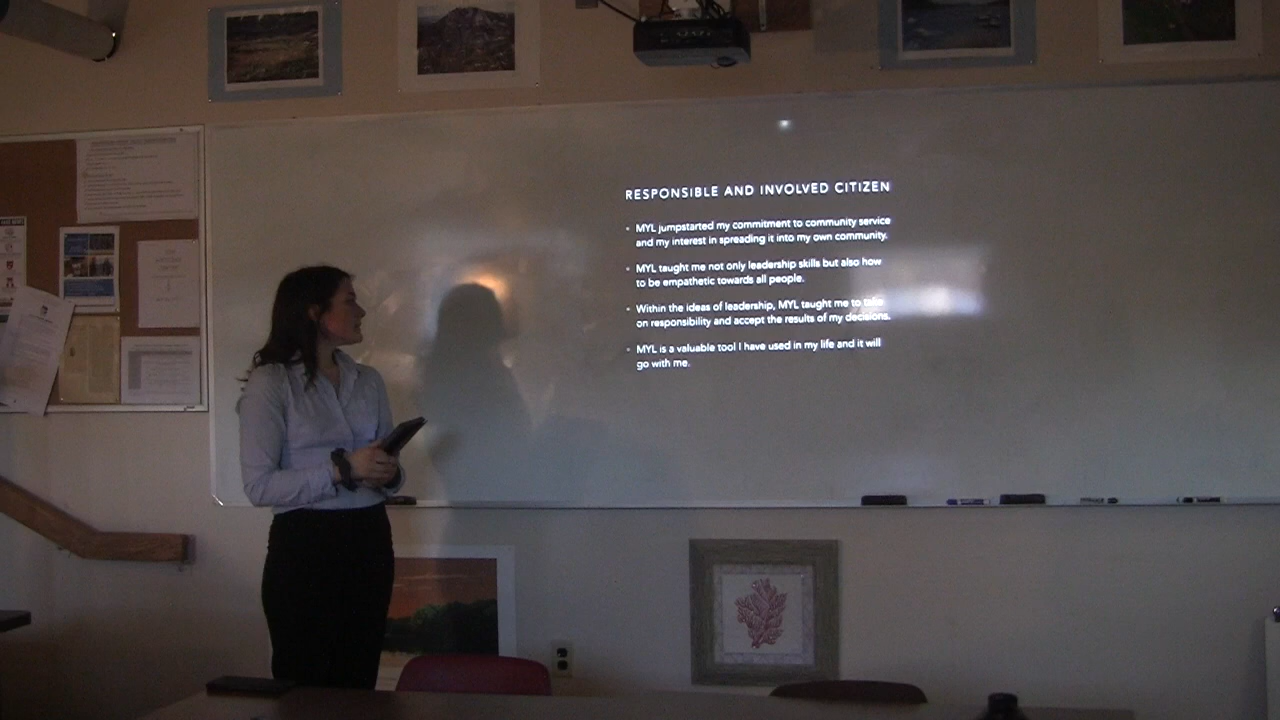 RESPONSIBLE AND INVOLVED CITIZEN
• MYL jumpstarted my commitment to community service
and my interest in spreading it into my own community.
• MYL taught me not only leadership skills but also how
to be empathetic towards all people.
• Within the ideas of leadership, MYL taught me to take
on responsibility and accept the results of my decisions.
• MYL is a valuable tool I have used in my life and it will
go with me.